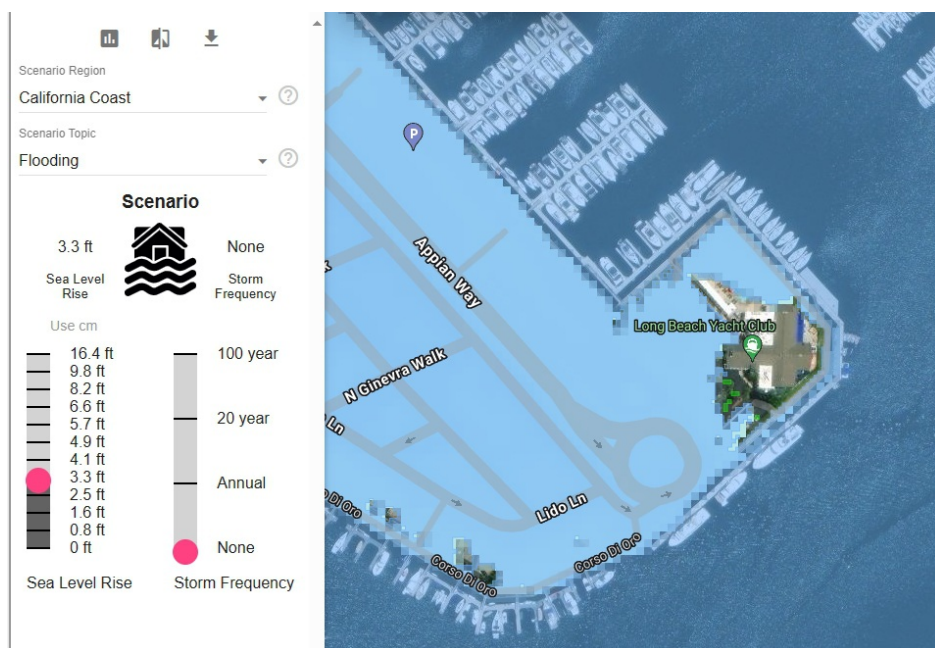 Scenario Region
California Coast
Scenario Topic
Flooding
Scenario
3.3 ft
None
Sea Level
Rise
Storm
Frequency
Use cm
16.4 ft
9.8 ft
8.2 ft
6.6 ft
5.7 ft
4.9 ft
4.1 ft
3.3 ft
2.5 ft
1.6 ft
0.8 ft
0 ft
100 year
20 year
Annual
None
Sea Level Rise
Storm Frequency
P
Appian Way
Long Beach Yacht Club
N Ginevra Walk
Ln
Lido Ln
Di Oro
Corso Di Oro
Corso Di Oro